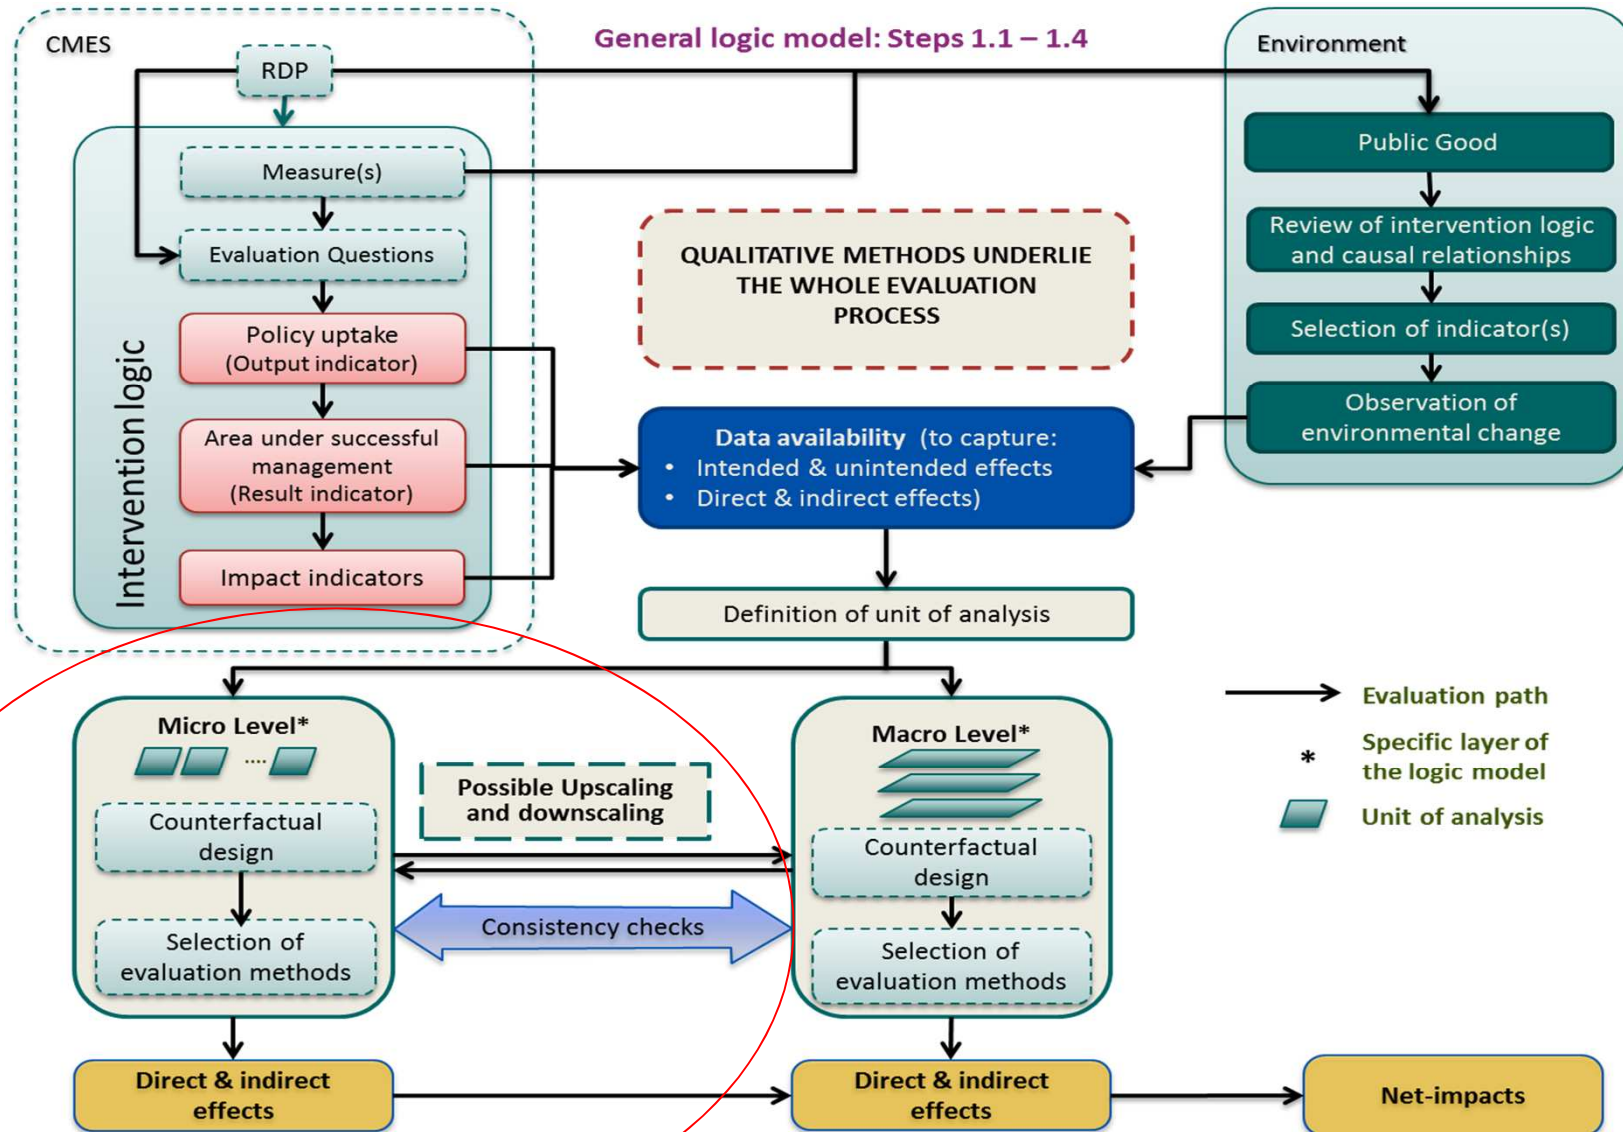 CMES
General logic model: Steps 1.1 – 1.4
Environment
RDP
Measure(s)
Evaluation Questions
Policy uptake
(Output indicator)
Area under successful
management
(Result indicator)
Impact indicators
Intervention logic
QUALITATIVE METHODS UNDERLIE
THE WHOLE EVALUATION
PROCESS
Public Good
Review of intervention logic
and causal relationships
Selection of indicator(s)
Observation of
environmental change
Data availability (to capture:
• Intended & unintended effects
• Direct & indirect effects)
Definition of unit of analysis
Micro Level*
....
Counterfactual
design
Selection of
evaluation methods
Possible Upscaling
and downscaling
Consistency checks
Macro Level*
Counterfactual
design
Selection of
evaluation methods
Evaluation path
* Specific layer of
the logic model
Unit of analysis
Direct & indirect
effects
Direct & indirect
effects
Net-impacts